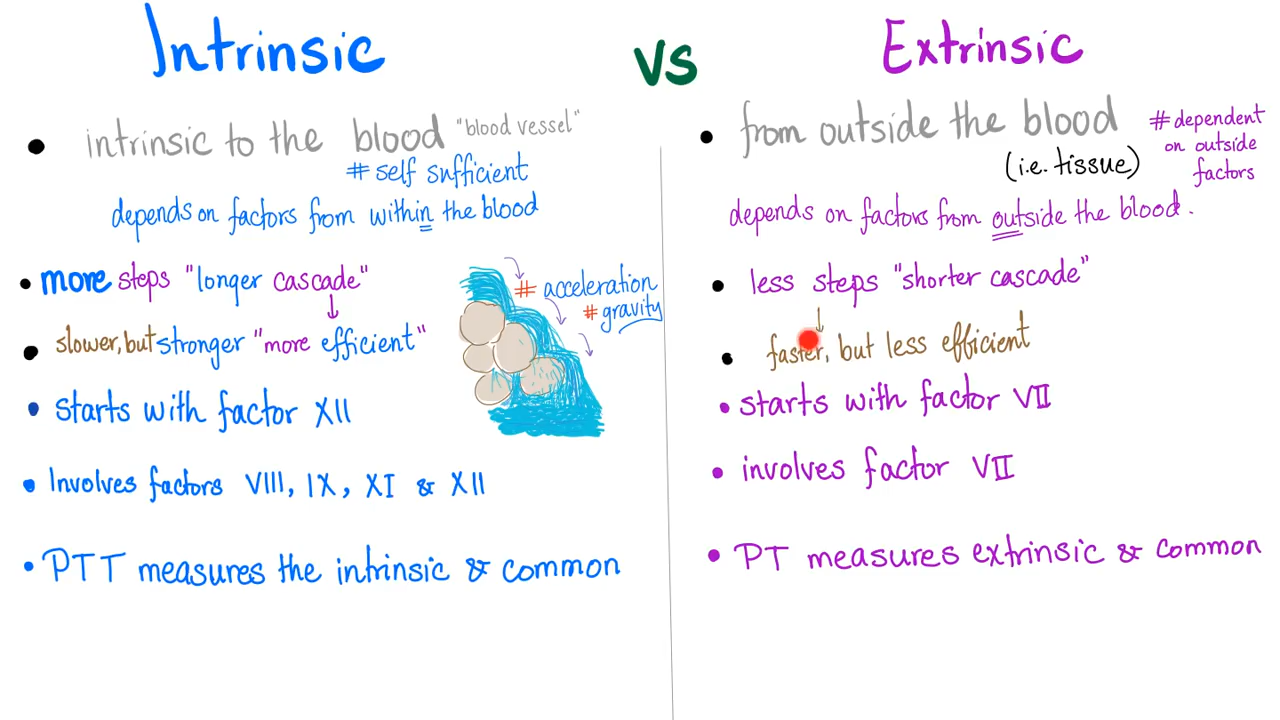 Intrinsic
vs
Extrinsic
• intrinsic to the blood "blood vessel"
# self sufficient
depends on factors from within the blood
• more steps "longer cascade"
• slower, but stronger "more efficient"
# acceleration
# gravity
• starts with factor XII
• Involves factors VIII, IX, XI & XII
• PTT measures the intrinsic & common
• from outside the blood
(i.e. tissue)
# dependent
on outside
factors
depends on factors from outside the blood.
• less steps "shorter cascade"
• faster, but less efficient
• starts with factor VII
• involves factor VII
• PT measures extrinsic & common